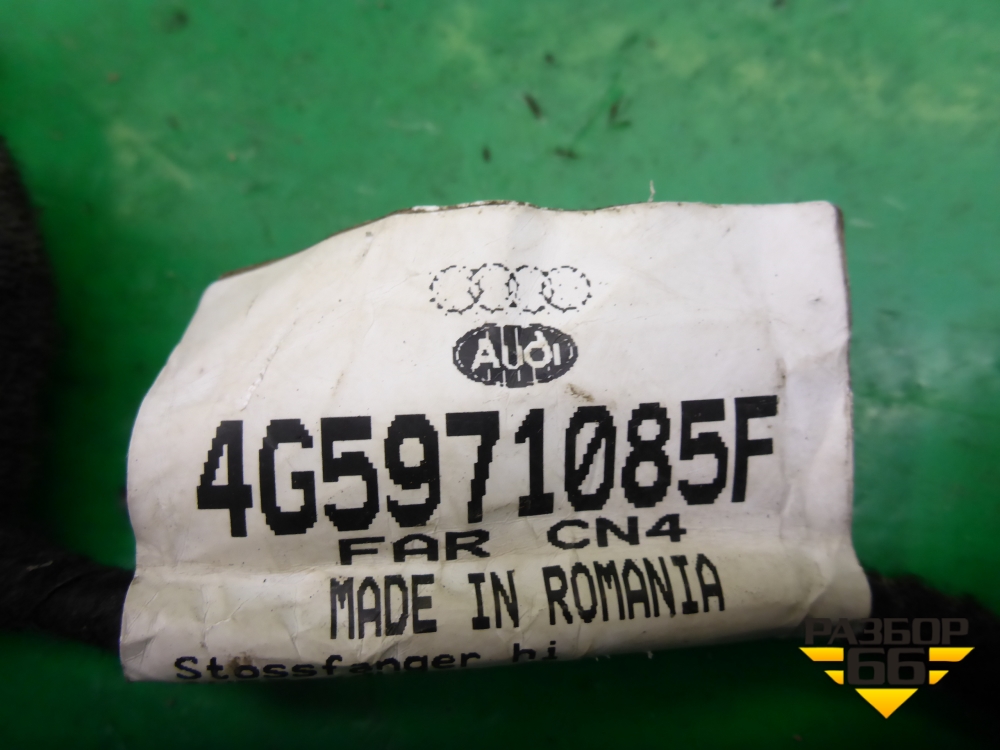 Audi
4G5971085F
FAR CN4
MADE IN ROMANIA
Stossfanger hi
РАЗБОР
66